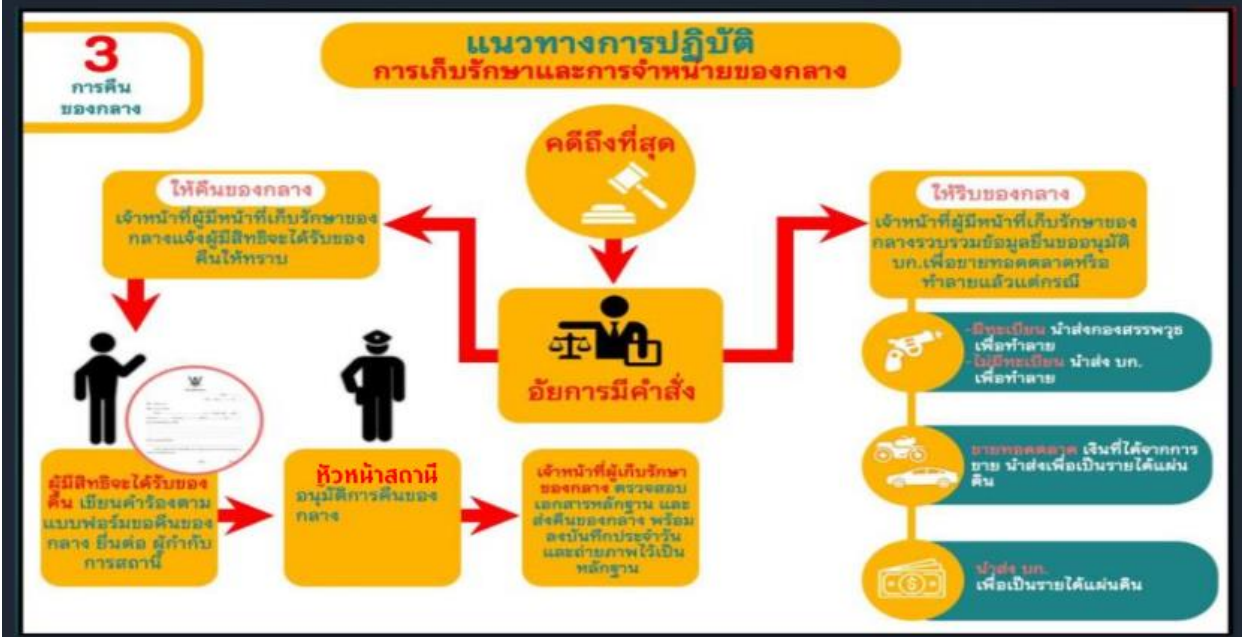 3
การคืน
ของกลาง
แนวทางการปฏิบัติ
การเก็บรักษาและการจำหน่ายของกลาง
คดีถึงที่สุด
ให้คืนของกลาง
เจ้าหน้าที่ผู้มีหน้าที่เก็บรักษาของ
กลางแจ้งผู้มีสิทธิจะได้รับของ
คืนให้ทราบ
ให้ริบของกลาง
เจ้าหน้าที่ผู้มีหน้าที่เก็บรักษาของ
กลางรวบรวมข้อมูลยื่นขออนุมัติ
บก.เพื่อขายทอดตลาดหรือ
ทำลายแล้วแต่กรณี
อัยการมีคำสั่ง
-มีทะเบียน นำส่งกองสรรพวุธ
เพื่อทำลาย
-ไม่มีทะเบียน นำส่ง บก.
เพื่อทำลาย
ขายทอดตลาด เงินที่ได้จากการ
ขาย นำส่งเพื่อเป็นรายได้แผ่น
ดิน
นำส่ง บก.
เพื่อเป็นรายได้แผ่นดิน
ผู้มีสิทธิจะได้รับของ
คืน เขียนคำร้องตาม
แบบฟอร์มขอคืนของ
กลาง ยื่นต่อ ผู้กำกับ
การสถานี
หัวหน้าสถานี
อนุมัติการคืนของ
กลาง
เจ้าหน้าที่ผู้เก็บรักษา
ของกลาง ตรวจสอบ
เอกสารหลักฐาน และ
ส่งคืนของกลาง พร้อม
ลงบันทึกประจำวัน
และถ่ายภาพไว้เป็น
หลักฐาน